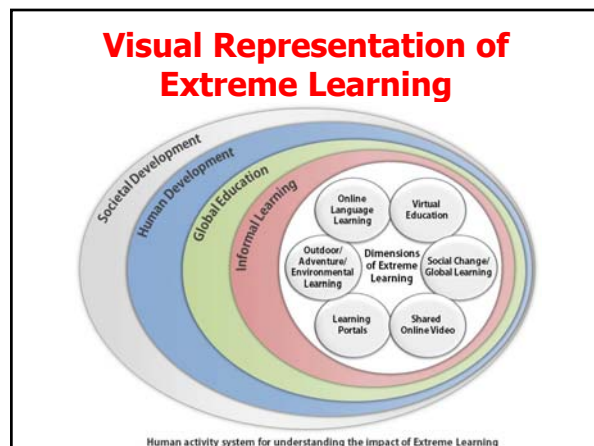 Visual Representation of
Extreme Learning
Societal Development
Human Development
Global Education
Informal Learning
Online
Language
Learning
Virtual
Education
Outdoor/
Adventure/
Environmental
Learning
Dimensions
of Extreme
Learning
Social Change/
Global Learning
Learning
Portals
Shared
Online Video
Human activity system for understanding the impact of Extreme Learning